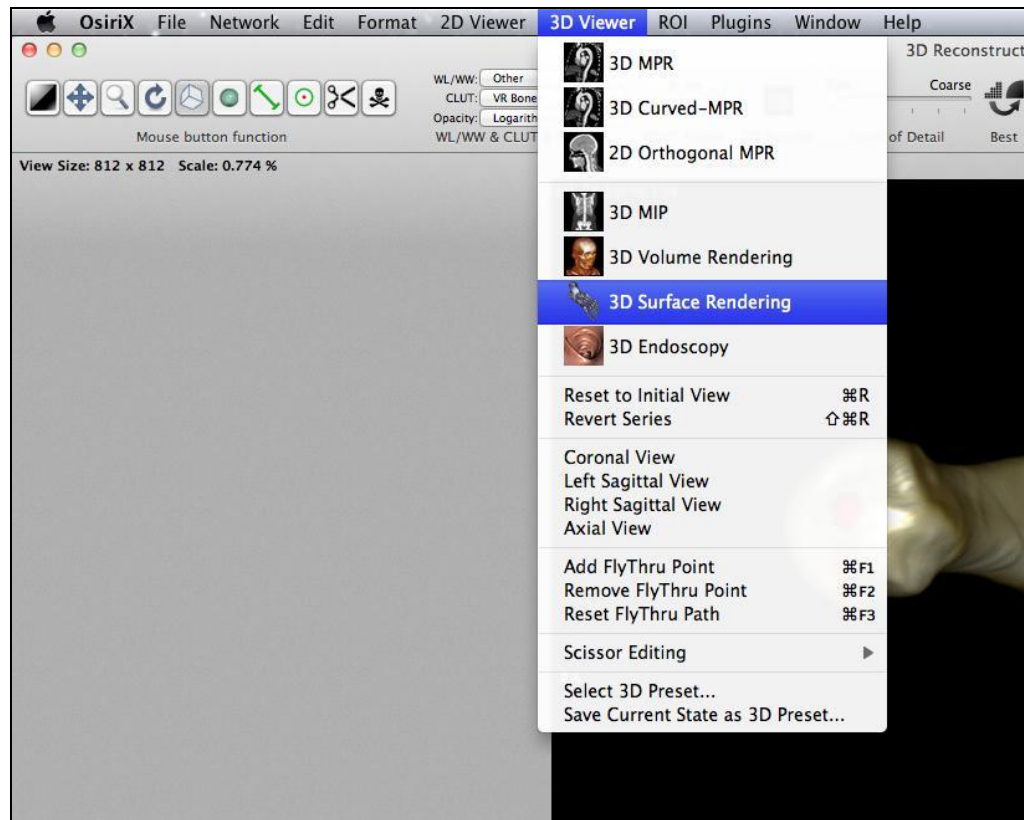 OsiriX File Network Edit Format 2D Viewer 3D Viewer ROI Plugins Window Help
3D Reconstruct
WL/WW: Other
CLUT: VR Bone
Opacity: Logarith
Mouse button function
WL/WW & CLUT
Coarse
of Detail
Best
View Size: 812 x 812 Scale: 0.774 %
3D MPR
3D Curved-MPR
2D Orthogonal MPR
3D MIP
3D Volume Rendering
3D Surface Rendering
3D Endoscopy
Reset to Initial View ⌘R
Revert Series ⇧⌘R
Coronal View
Left Sagittal View
Right Sagittal View
Axial View
Add FlyThru Point ⌘F1
Remove FlyThru Point ⌘F2
Reset FlyThru Path ⌘F3
Scissor Editing
Select 3D Preset...
Save Current State as 3D Preset...